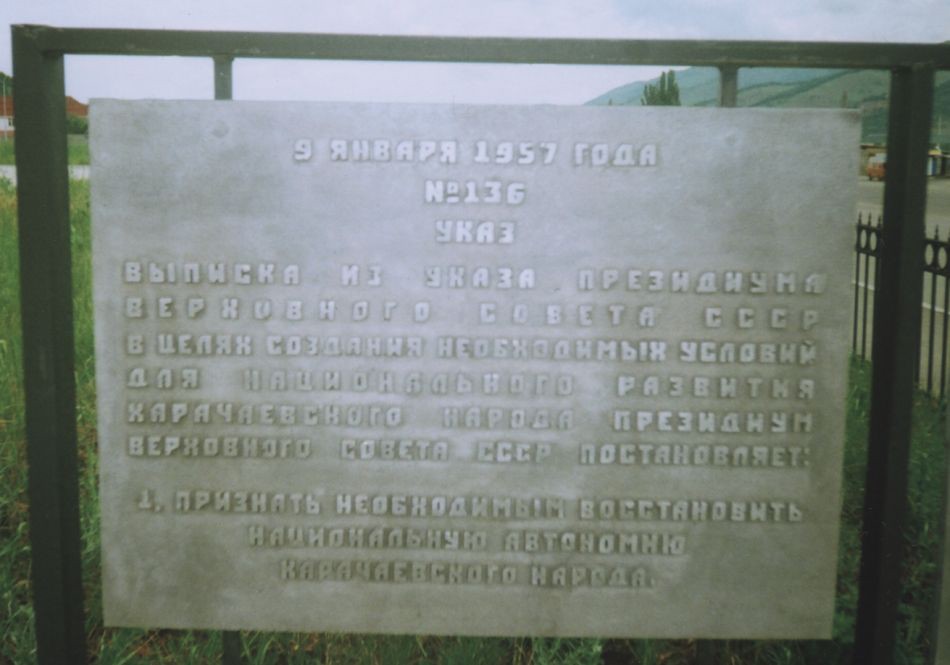 9 ЯНВАРЯ 1957 ГОДА
№136
УКАЗ
ВЫПИСКА ИЗ УКАЗА ПРЕЗИДИУМА
ВЕРХОВНОГО СОВЕТА СССР
В ЦЕЛЯХ СОЗДАНИЯ НЕОБХОДИМЫХ УСЛОВИЙ
ДЛЯ НАЦИОНАЛЬНОГО РАЗВИТИЯ
КАРАЧАЕВСКОГО НАРОДА ПРЕЗИДИУМ
ВЕРХОВНОГО СОВЕТА СССР ПОСТАНОВЛЯЕТ:
1. ПРИЗНАТЬ НЕОБХОДИМЫМ ВОССТАНОВИТЬ
НАЦИОНАЛЬНУЮ АВТОНОМИЮ
КАРАЧАЕВСКОГО НАРОДА.